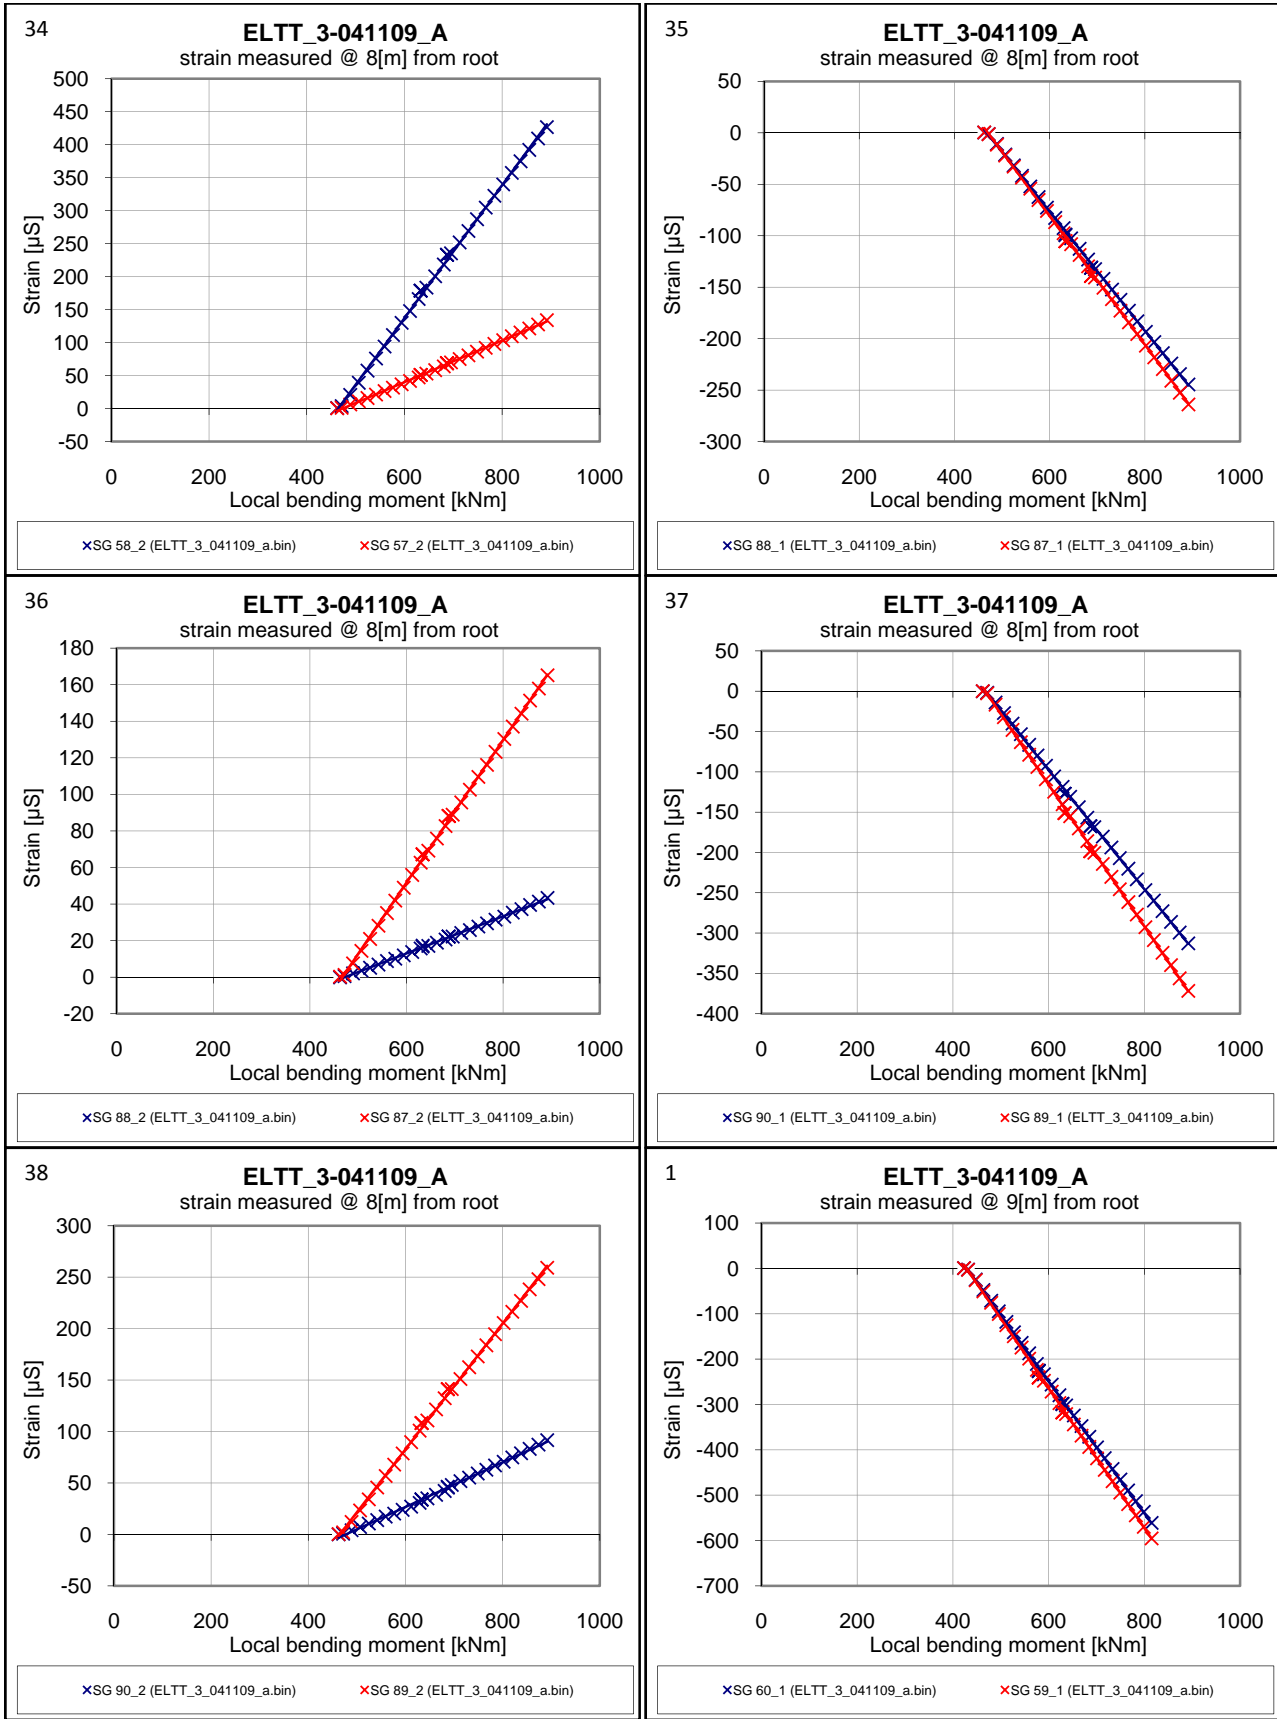 34
ELTT_3-041109_A
strain measured @ 8[m] from root
500
450
400
350
300
250
200
150
100
50
0
-50
Strain [µS]
0 200 400 600 800 1000
Local bending moment [kNm]
SG 58_2 (ELTT_3_041109_a.bin) SG 57_2 (ELTT_3_041109_a.bin)
35
ELTT_3-041109_A
strain measured @ 8[m] from root
50
0
-50
-100
-150
-200
-250
-300
Strain [µS]
0 200 400 600 800 1000
Local bending moment [kNm]
SG 88_1 (ELTT_3_041109_a.bin) SG 87_1 (ELTT_3_041109_a.bin)
36
ELTT_3-041109_A
strain measured @ 8[m] from root
180
160
140
120
100
80
60
40
20
0
-20
Strain [µS]
0 200 400 600 800 1000
Local bending moment [kNm]
SG 88_2 (ELTT_3_041109_a.bin) SG 87_2 (ELTT_3_041109_a.bin)
37
ELTT_3-041109_A
strain measured @ 8[m] from root
50
0
-50
-100
-150
-200
-250
-300
-350
-400
Strain [µS]
0 200 400 600 800 1000
Local bending moment [kNm]
SG 90_1 (ELTT_3_041109_a.bin) SG 89_1 (ELTT_3_041109_a.bin)
38
ELTT_3-041109_A
strain measured @ 8[m] from root
300
250
200
150
100
50
0
-50
Strain [µS]
0 200 400 600 800 1000
Local bending moment [kNm]
SG 90_2 (ELTT_3_041109_a.bin) SG 89_2 (ELTT_3_041109_a.bin)
1
ELTT_3-041109_A
strain measured @ 9[m] from root
100
0
-100
-200
-300
-400
-500
-600
-700
Strain [µS]
0 200 400 600 800 1000
Local bending moment [kNm]
SG 60_1 (ELTT_3_041109_a.bin) SG 59_1 (ELTT_3_041109_a.bin)